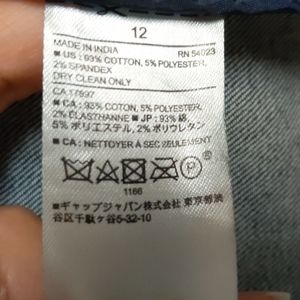 12
MADE IN INDIA RN 54023
■ US : 93% COTTON, 5% POLYESTER,
2% SPANDEX
DRY CLEAN ONLY
CA 17897
■ CA : 93% COTON, 5% POLYESTER,
2% ELASTHANNE ■ JP : 93% 綿,
5% ポリエステル, 2% ポリウレタン
■ CA : NETTOYER À SEC SEULEMENT
P
1166
■ ギャップジャパン株式会社 東京都渋
谷区千駄ヶ谷5-32-10